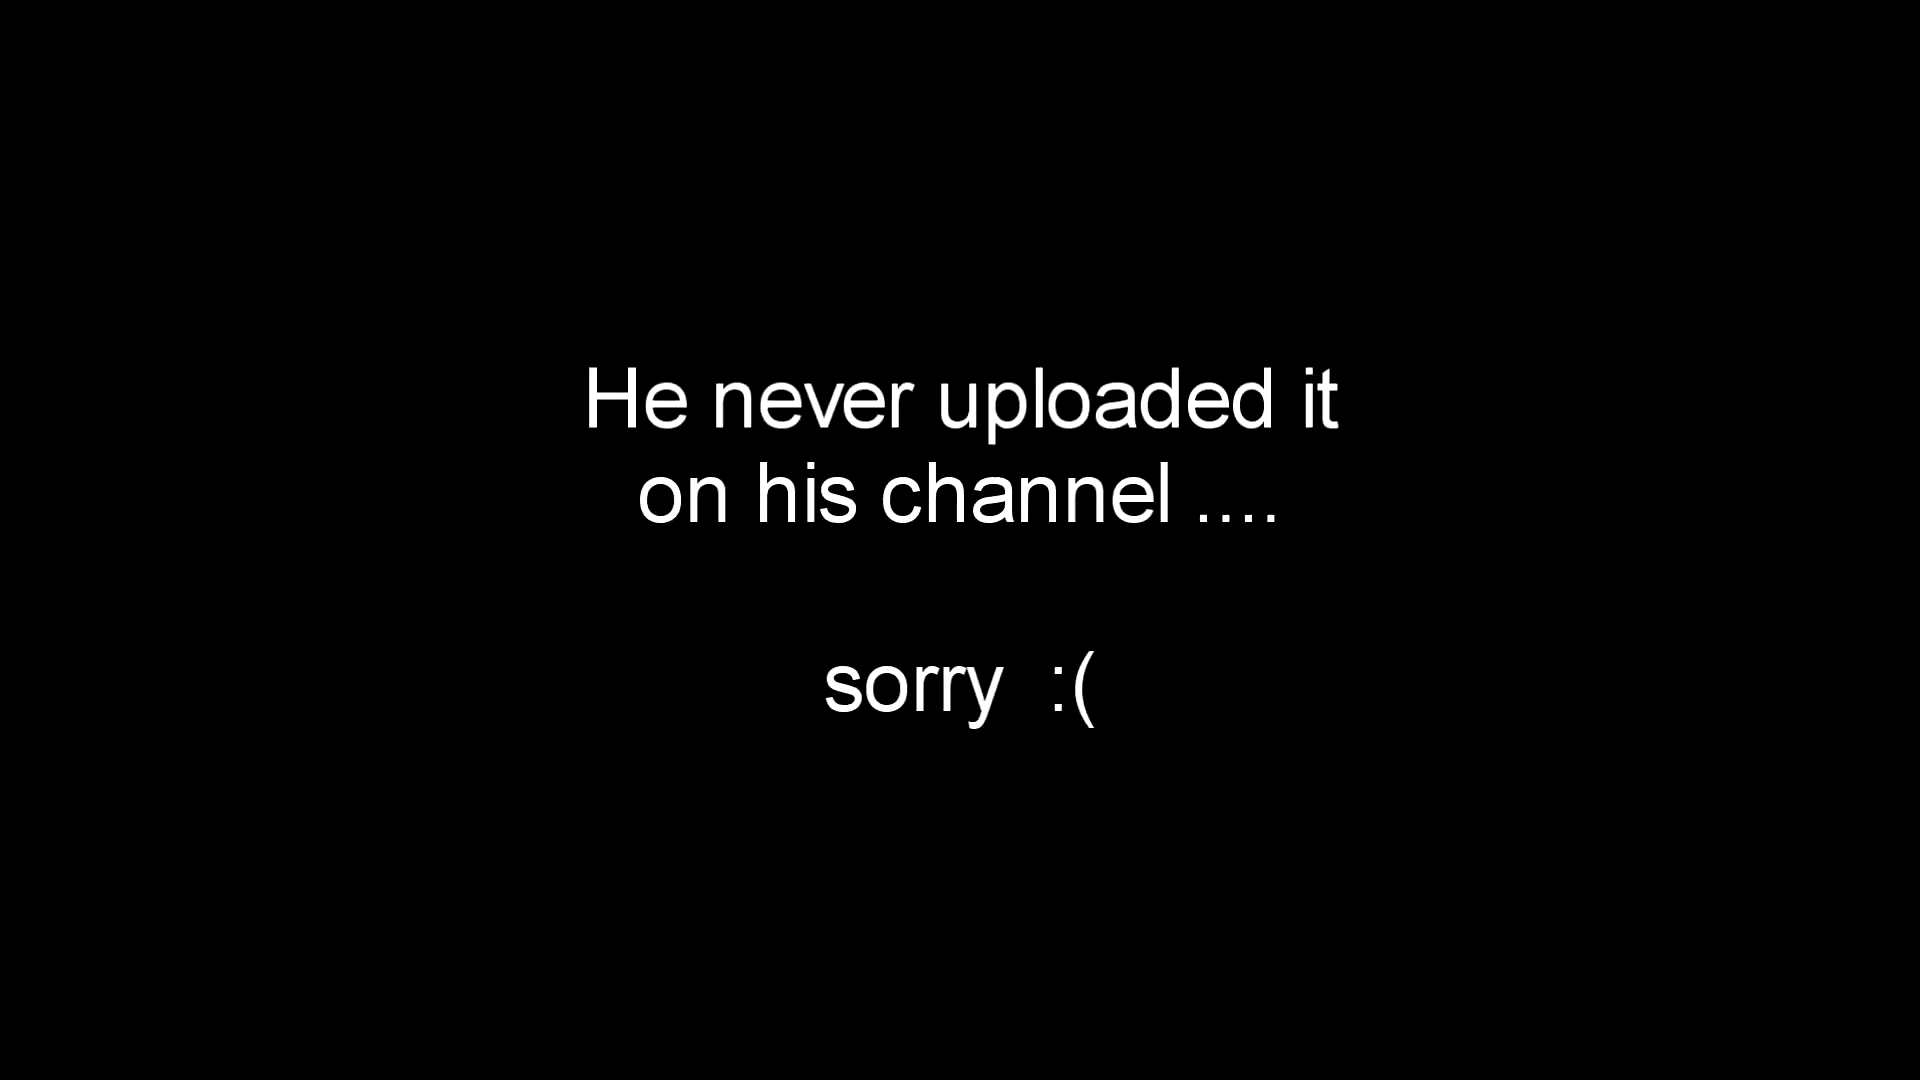 He never uploaded it
on his channel ....
sorry  :(